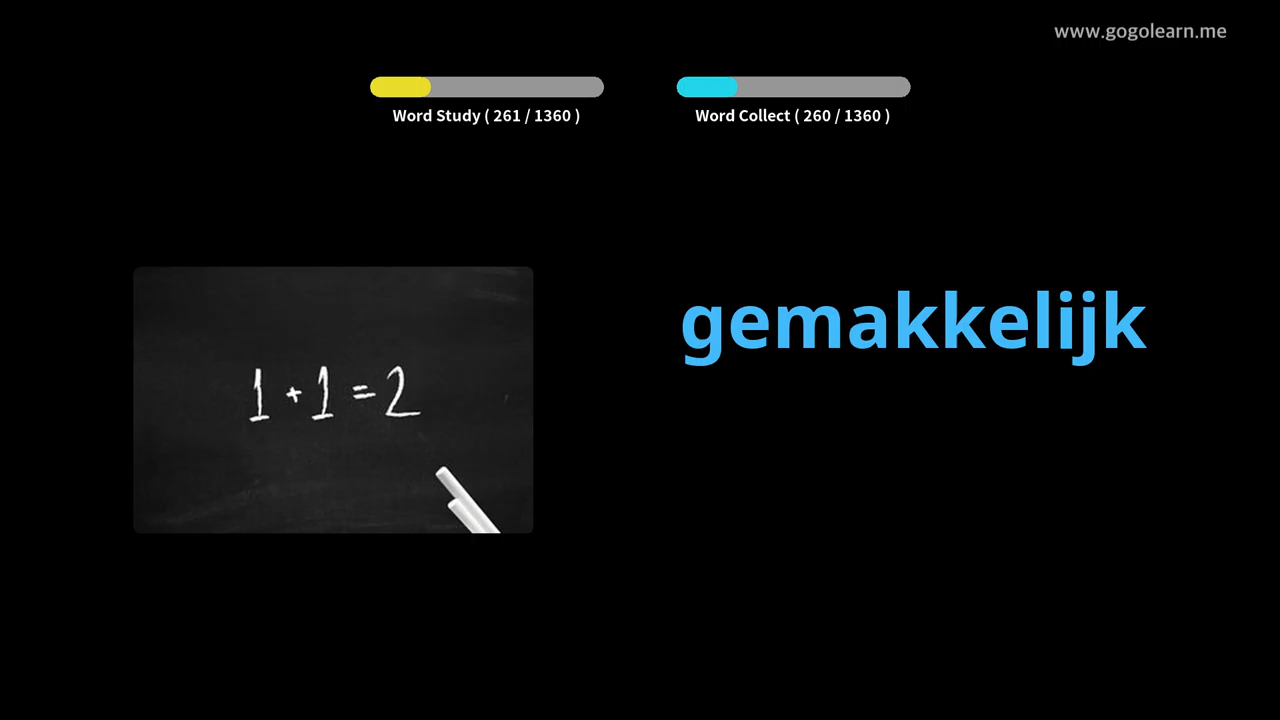 www.gogolearn.me
Word Study ( 261 / 1360 )
Word Collect ( 260 / 1360 )
gemakkelijk
1 + 1 = 2